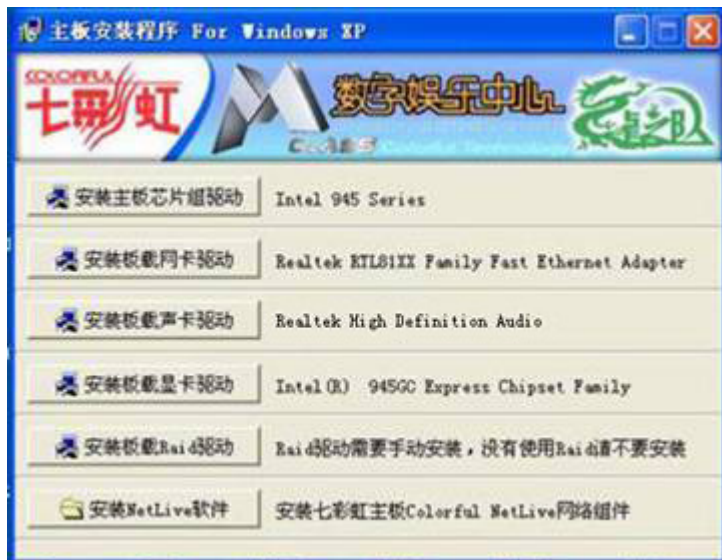 主板安装程序 For Windows XP
COLORFUL
七彩虹
CLASS
数字娱乐中心
之队
安装主板芯片组驱动 Intel 945 Series
安装板载网卡驱动 Realtek RTL81XX Family Fast Ethernet Adapter
安装板载声卡驱动 Realtek High Definition Audio
安装板载显卡驱动 Intel(R) 945GC Express Chipset Family
安装板载Raid驱动 Raid驱动需要手动安装，没有使用Raid请不要安装
安装NetLive软件 安装七彩虹主板Colorful NetLive网络组件